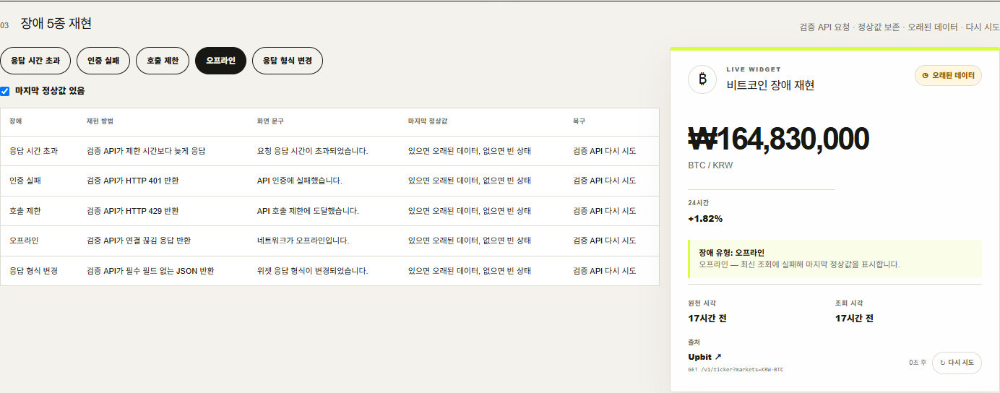 03 장애 5종 재현
검증 API 요청 · 정상값 보존 · 오래된 데이터 · 다시 시도
응답 시간 초과 인증 실패 호출 제한 오프라인 응답 형식 변경
마지막 정상값 있음
장애 재현 방법 화면 문구 마지막 정상값 복구
응답 시간 초과 검증 API가 제한 시간보다 늦게 응답 요청 응답 시간이 초과되었습니다. 있으면 오래된 데이터, 없으면 빈 상태 검증 API 다시 시도
인증 실패 검증 API가 HTTP 401 반환 API 인증에 실패했습니다. 있으면 오래된 데이터, 없으면 빈 상태 검증 API 다시 시도
호출 제한 검증 API가 HTTP 429 반환 API 호출 제한에 도달했습니다. 있으면 오래된 데이터, 없으면 빈 상태 검증 API 다시 시도
오프라인 검증 API가 연결 끊김 응답 반환 네트워크가 오프라인입니다. 있으면 오래된 데이터, 없으면 빈 상태 검증 API 다시 시도
응답 형식 변경 검증 API가 필수 필드 없는 JSON 반환 위젯 응답 형식이 변경되었습니다. 있으면 오래된 데이터, 없으면 빈 상태 검증 API 다시 시도
₿
LIVE WIDGET
비트코인 장애 재현
오래된 데이터
₩164,830,000
BTC / KRW
24시간
+1.82%
장애 유형: 오프라인
오프라인 — 최신 조회에 실패해 마지막 정상값을 표시합니다.
원천 시각 조회 시각
17시간 전 17시간 전
출처
Upbit ↗
GET /v1/ticker?markets=KRW-BTC
0초 후 ↻ 다시 시도